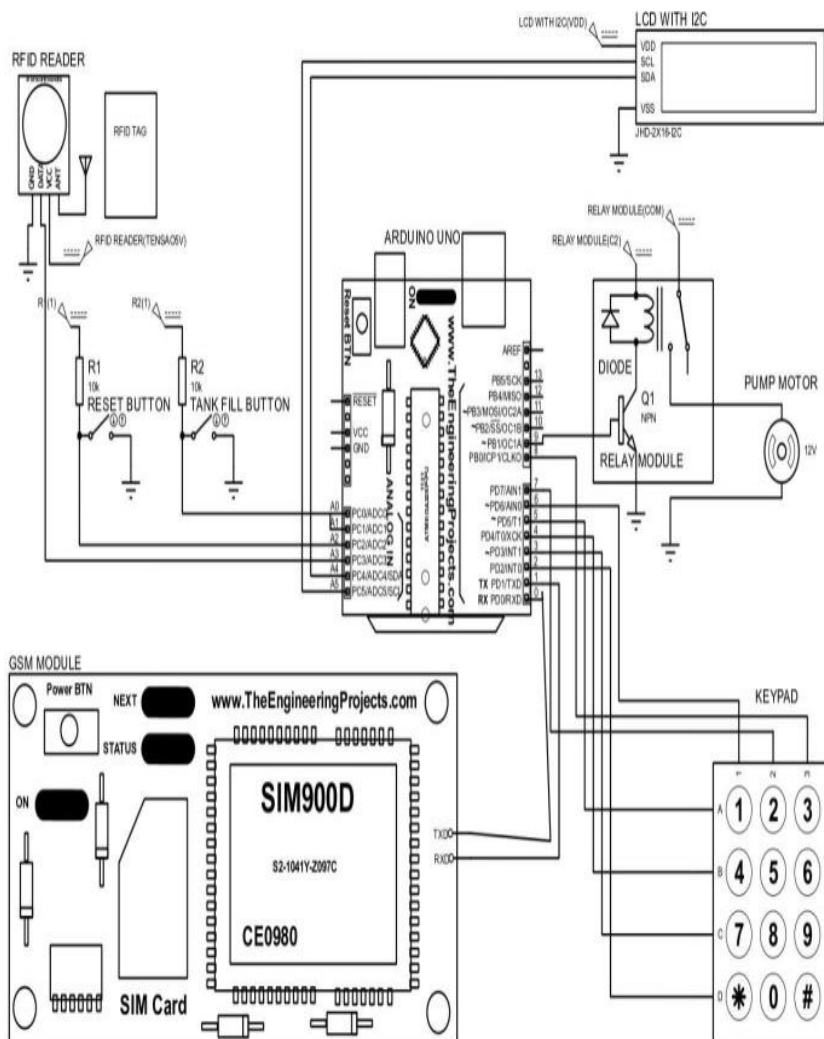 LCD WITH I2C(VDD)
LCD WITH I2C
VDD
SCL
SDA
VSS
JHD-2X16-I2C
RFID READER
GND
DATA
VCC
ANT
RFID TAG
RFID READER(TENSAO5V)
R2(1)
R1
10k
RESET BUTTON
R2
10k
TANK FILL BUTTON
ARDUINO UNO
Reset BTN
ON
www.TheEngineeringProjects.com
ANALOG IN
RESET
VCC
GND
A0 PC0/ADC0
A1 PC1/ADC1
A2 PC2/ADC2
A3 PC3/ADC3
A4 PC4/ADC4/SDA
A5 PC5/ADC5/SCL
AREF
PB5/SCK 13
PB4/MISO 12
~PB3/MOSI/OC2A 11
~PB2/SS/OC1B 10
~PB1/OC1A 9
PB0/ICP1/CLKO 8
PD7/AIN1 7
~PD6/AIN0 6
~PD5/T1 5
PD4/T0/XCK 4
~PD3/INT1 3
PD2/INT0 2
TX PD1/TXD 1
RX PD0/RXD 0
RELAY MODULE(COM)
RELAY MODULE(C2)
DIODE
Q1
NPN
RELAY MODULE
PUMP MOTOR
12V
GSM MODULE
Power BTN
NEXT
STATUS
ON
www.TheEngineeringProjects.com
SIM900D
S2-1041Y-Z097C
CE0980
SIM Card
TXD
RXD
KEYPAD
1 2 3
A 1 2 3
B 4 5 6
C 7 8 9
D * 0 #